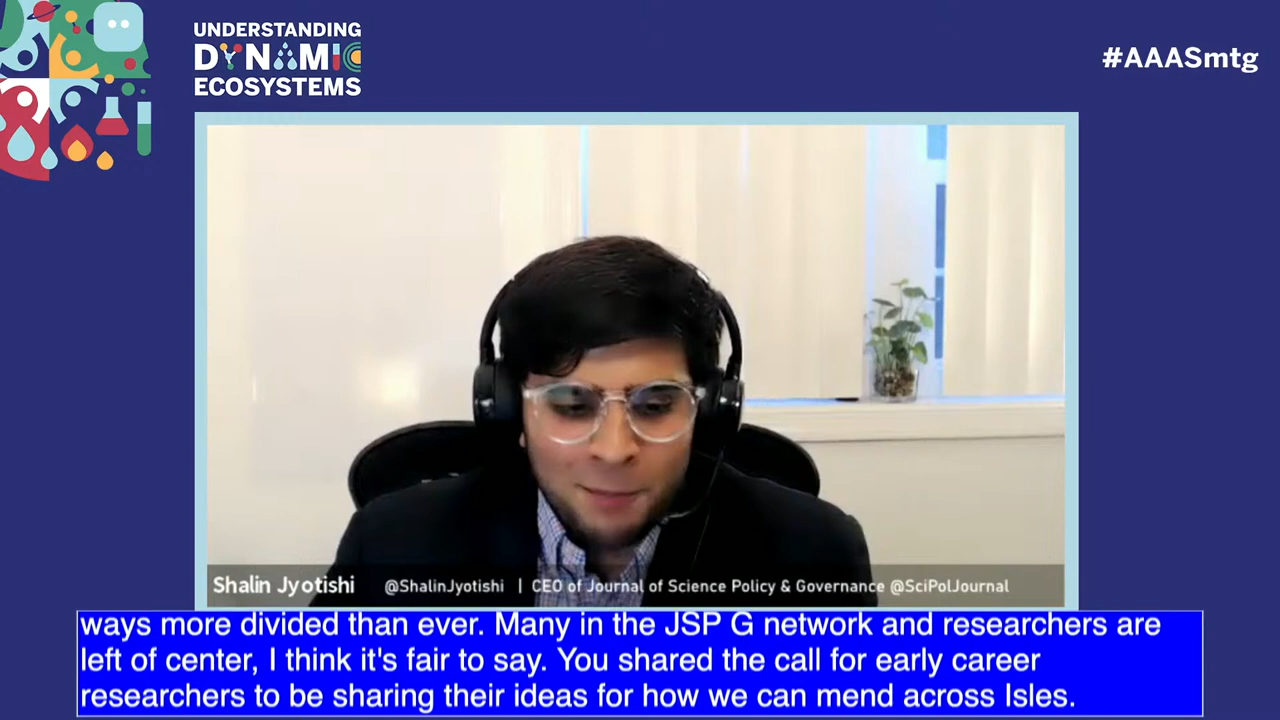 UNDERSTANDING
DYNAMIC
ECOSYSTEMS
#AAASmtg
Shalin Jyotishi @ShalinJyotishi | CEO of Journal of Science Policy & Governance @SciPolJournal
ways more divided than ever. Many in the JSP G network and researchers are
left of center, I think it's fair to say. You shared the call for early career
researchers to be sharing their ideas for how we can mend across Isles.